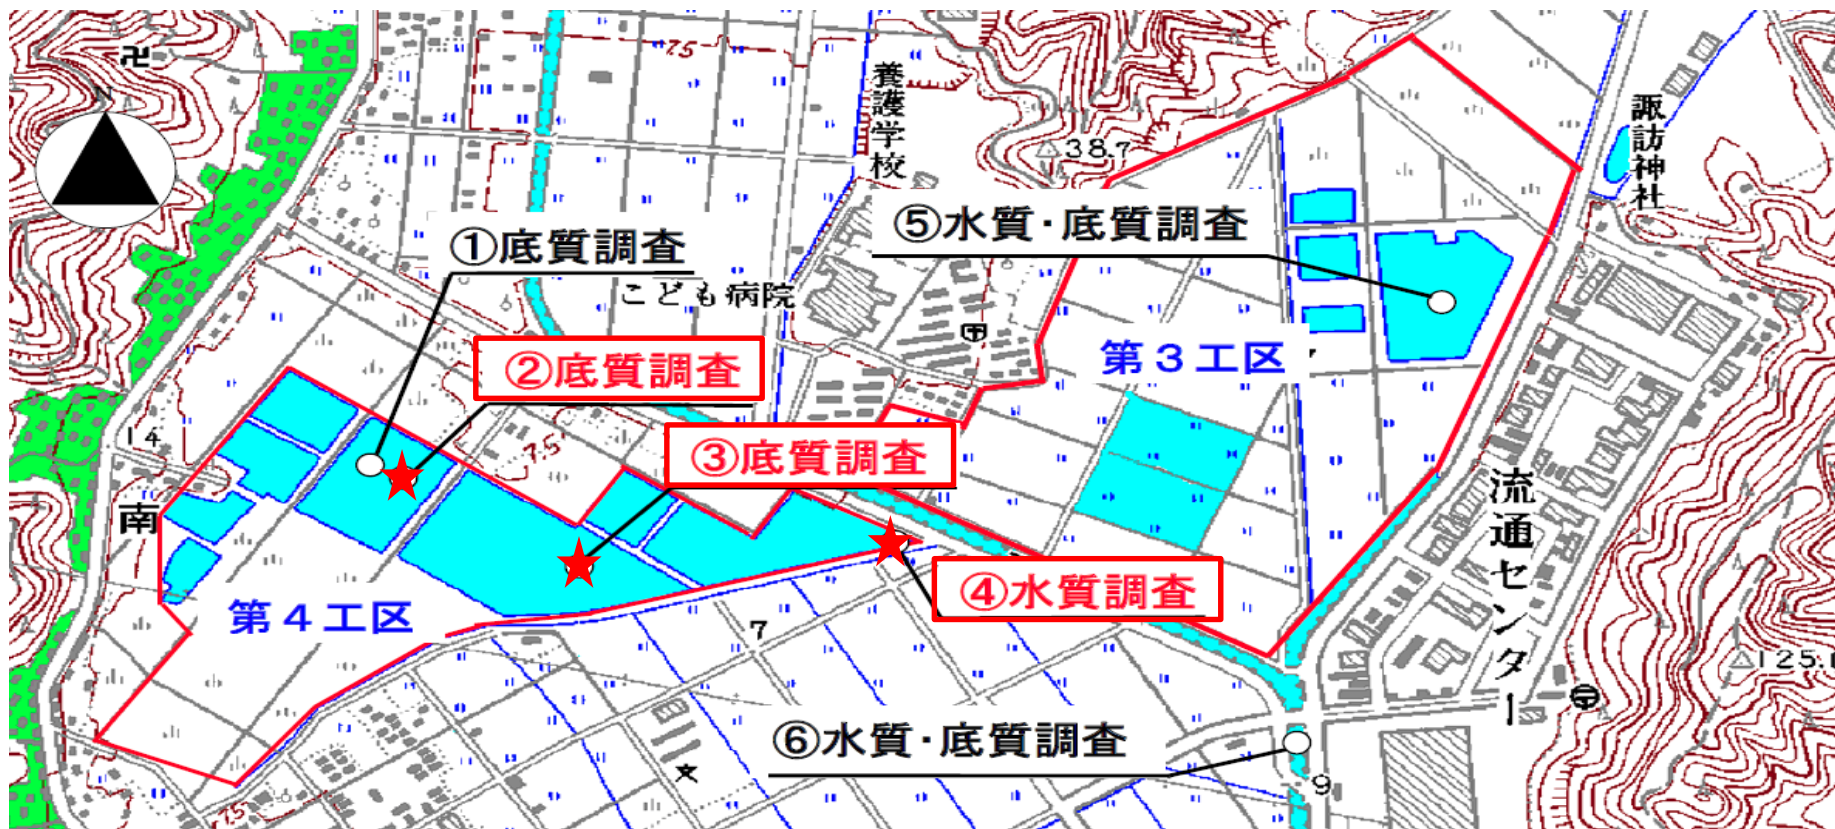 N
75
養護学校
38.7
諏訪神社
⑤水質・底質調査
①底質調査
こども病院
第3工区
②底質調査
③底質調査
14
7.5
南
流通センター
④水質調査
第4工区
7
125.1
⑥水質・底質調査
文
9
7.5